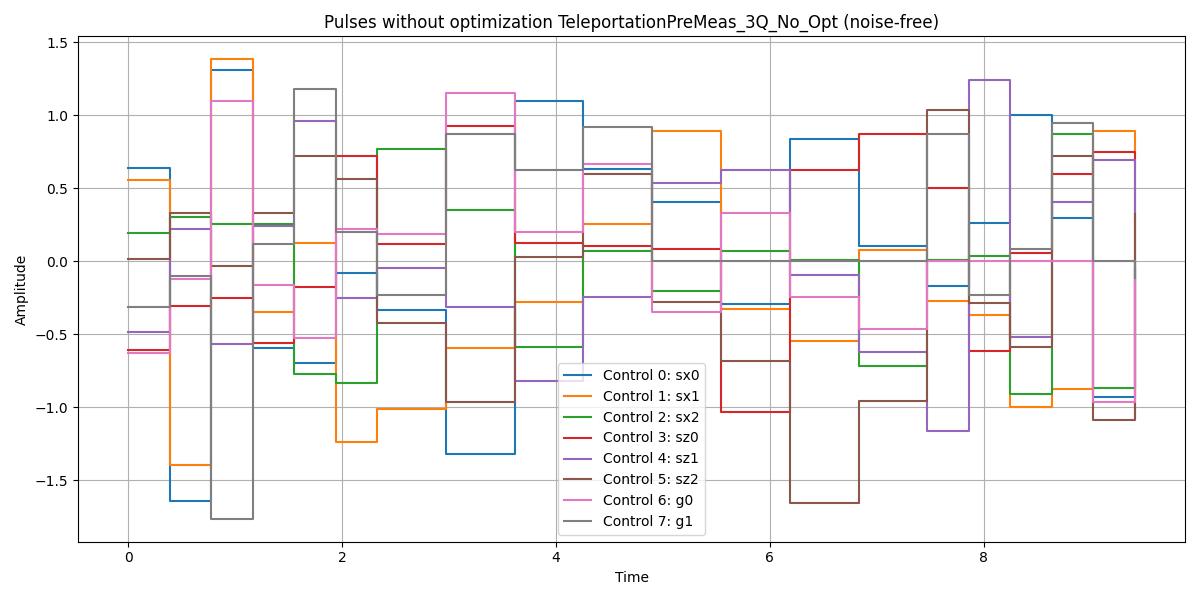 Pulses without optimization TeleportationPreMeas_3Q_No_Opt (noise-free)
1.5
1.0
0.5
0.0
−0.5
−1.0
−1.5
Amplitude
0
2
4
6
8
Time
Control 0: sx0
Control 1: sx1
Control 2: sx2
Control 3: sz0
Control 4: sz1
Control 5: sz2
Control 6: g0
Control 7: g1